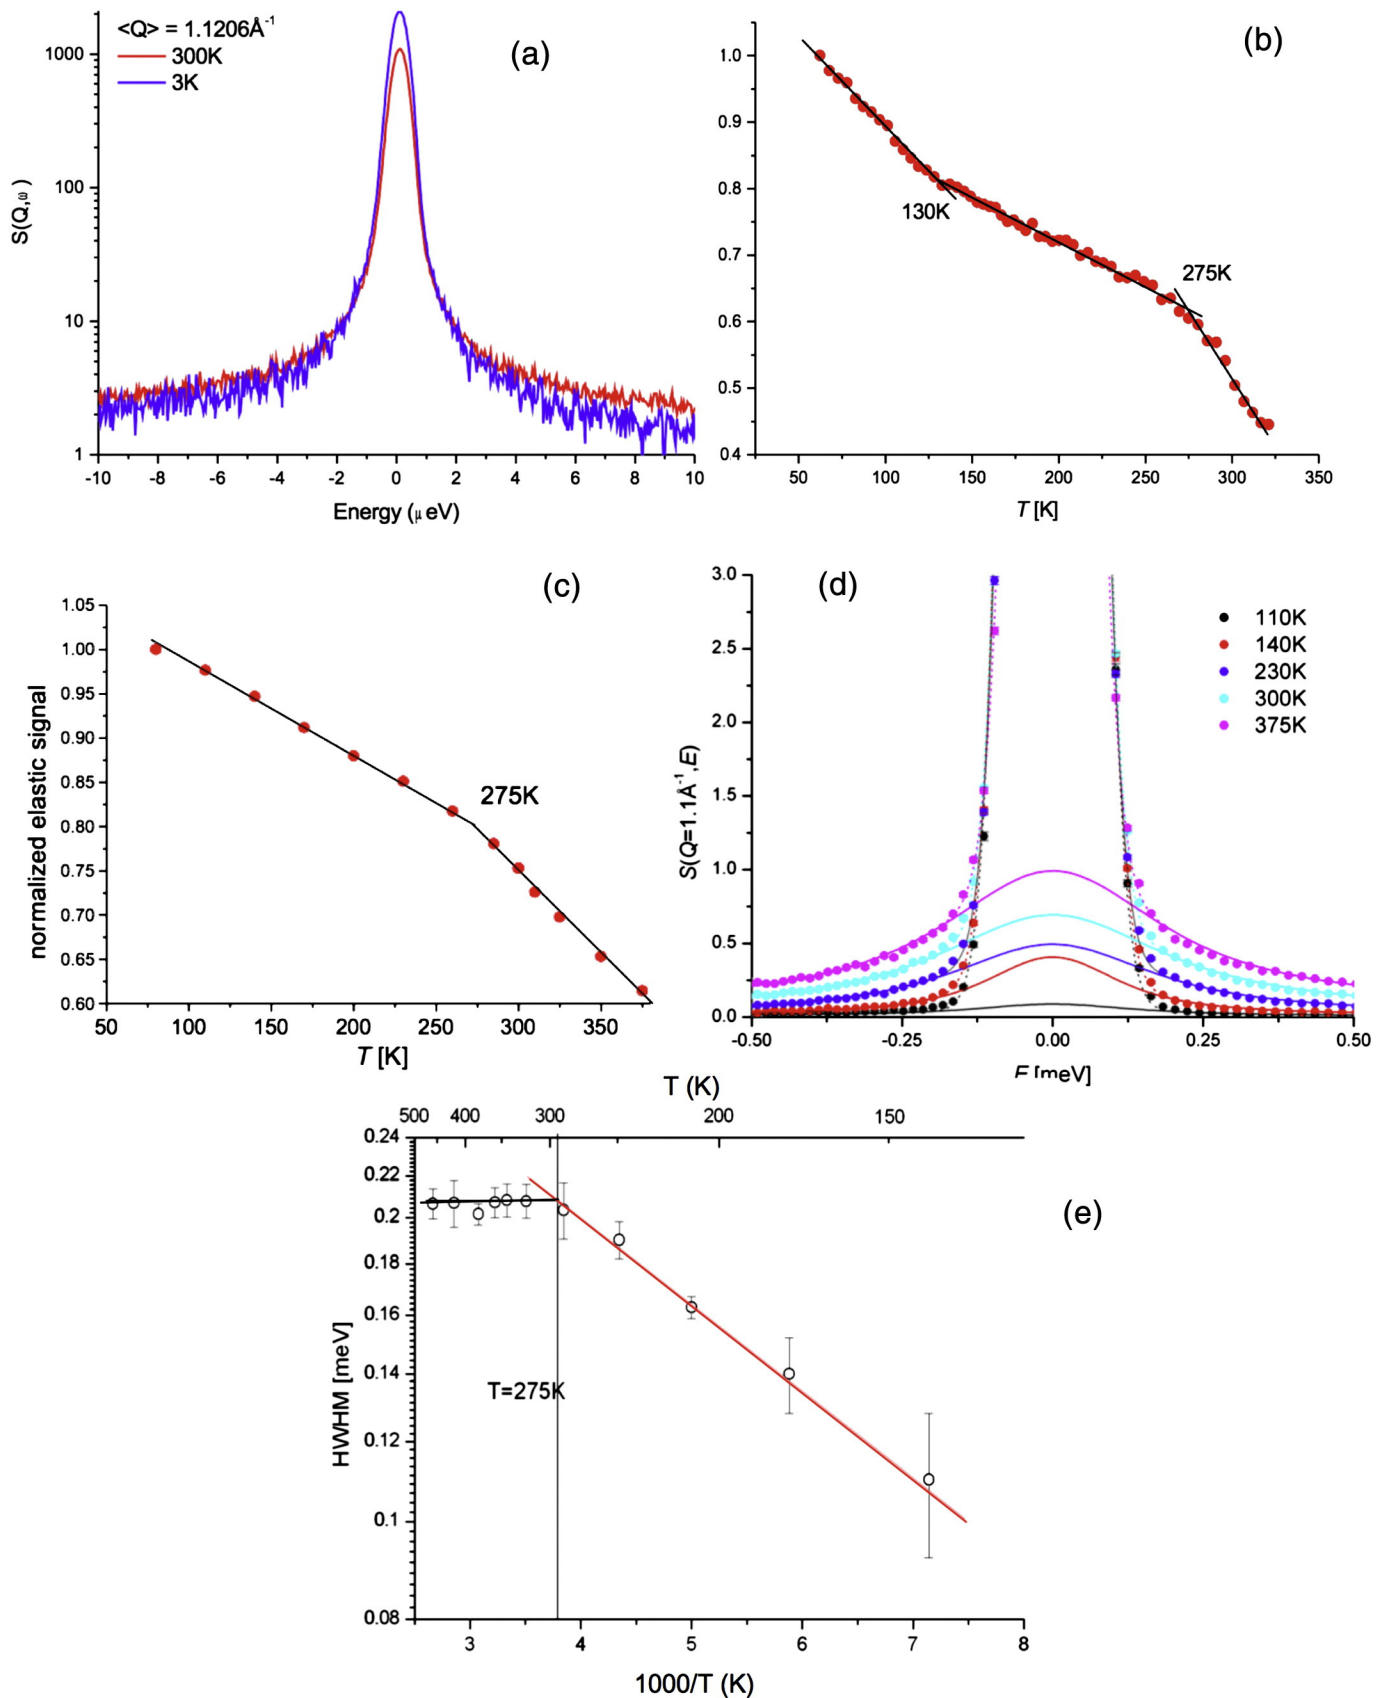 <Q> = 1.1206Å-1
300K
3K
(a)
1000
100
10
1
S(Q,ω)
-10 -8 -6 -4 -2 0 2 4 6 8 10
Energy (μeV)
(b)
1.0
0.9
0.8
0.7
0.6
0.5
0.4
130K
275K
50 100 150 200 250 300 350
T [K]
(c)
1.05
1.00
0.95
0.90
0.85
0.80
0.75
0.70
0.65
0.60
normalized elastic signal
275K
50 100 150 200 250 300 350
T [K]
(d)
3.0
2.5
2.0
1.5
1.0
0.5
0.0
S(Q=1.1Å-1,E)
110K
140K
230K
300K
375K
-0.50 -0.25 0.00 0.25 0.50
E [meV]
T (K)
500 400 300 200 150
(e)
0.24
0.22
0.2
0.18
0.16
0.14
0.12
0.1
0.08
HWHM [meV]
T=275K
3 4 5 6 7 8
1000/T (K)